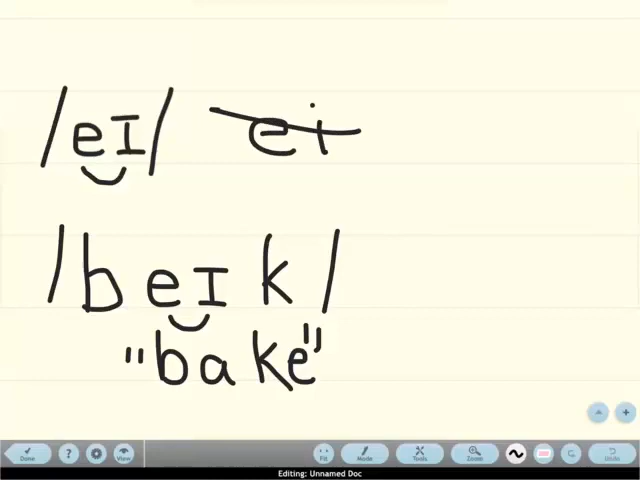 /eɪ/ ei
/beɪk/
"bake"
Done ? View Fit Mode Tools Zoom Undo
Editing: Unnamed Doc